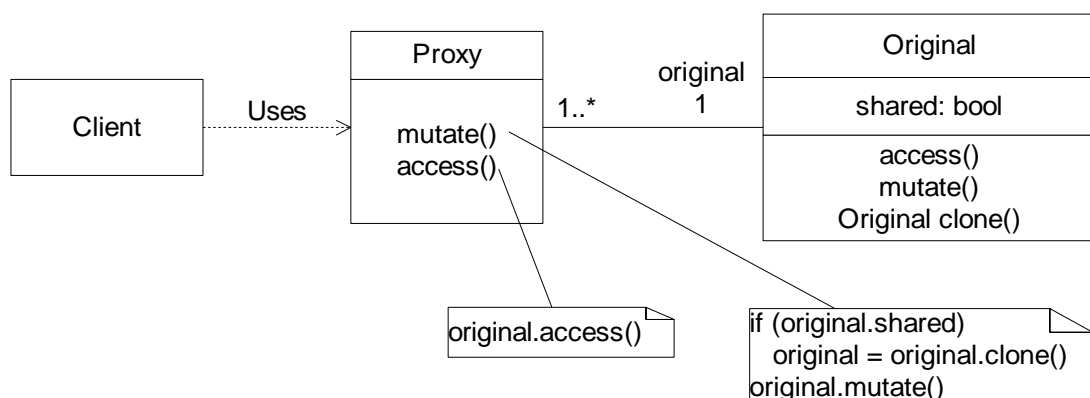 Proxy
Original
original
1
1..*
shared: bool
Client
Uses
mutate()
access()
access()
mutate()
Original clone()
original.access()
if (original.shared)
original = original.clone()
original.mutate()